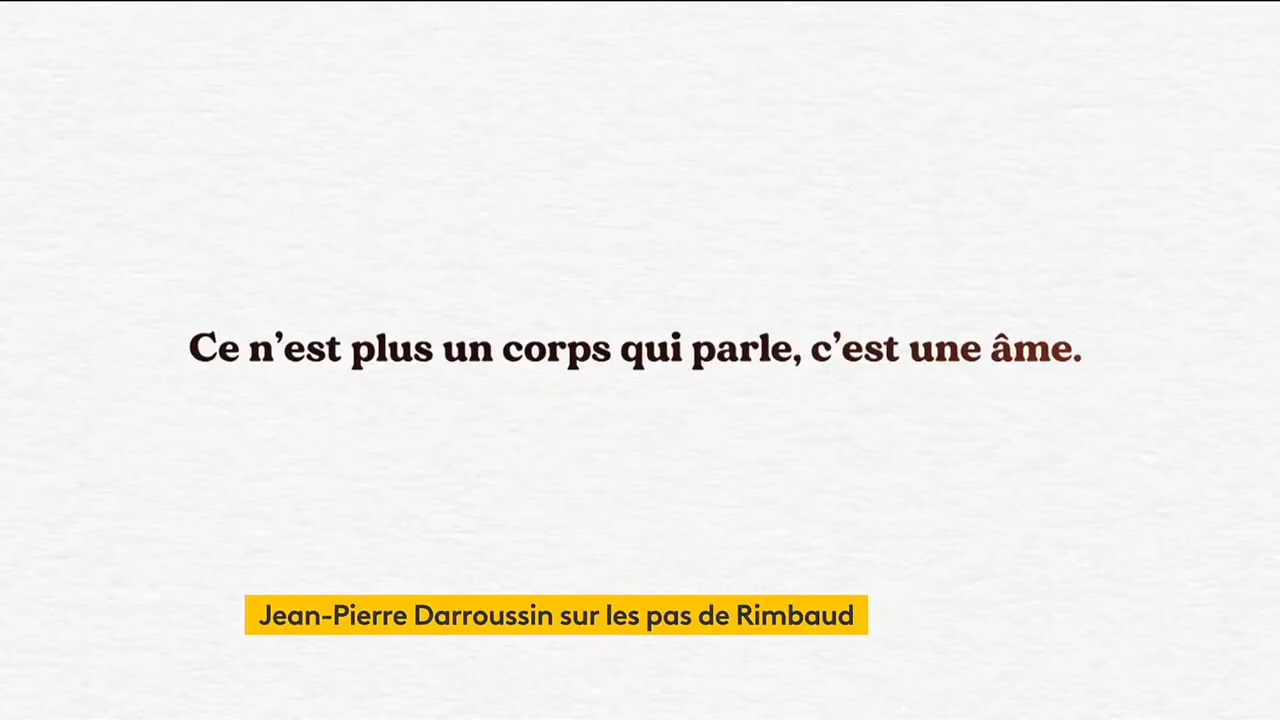 Ce n’est plus un corps qui parle, c’est une âme.
Jean-Pierre Darroussin sur les pas de Rimbaud